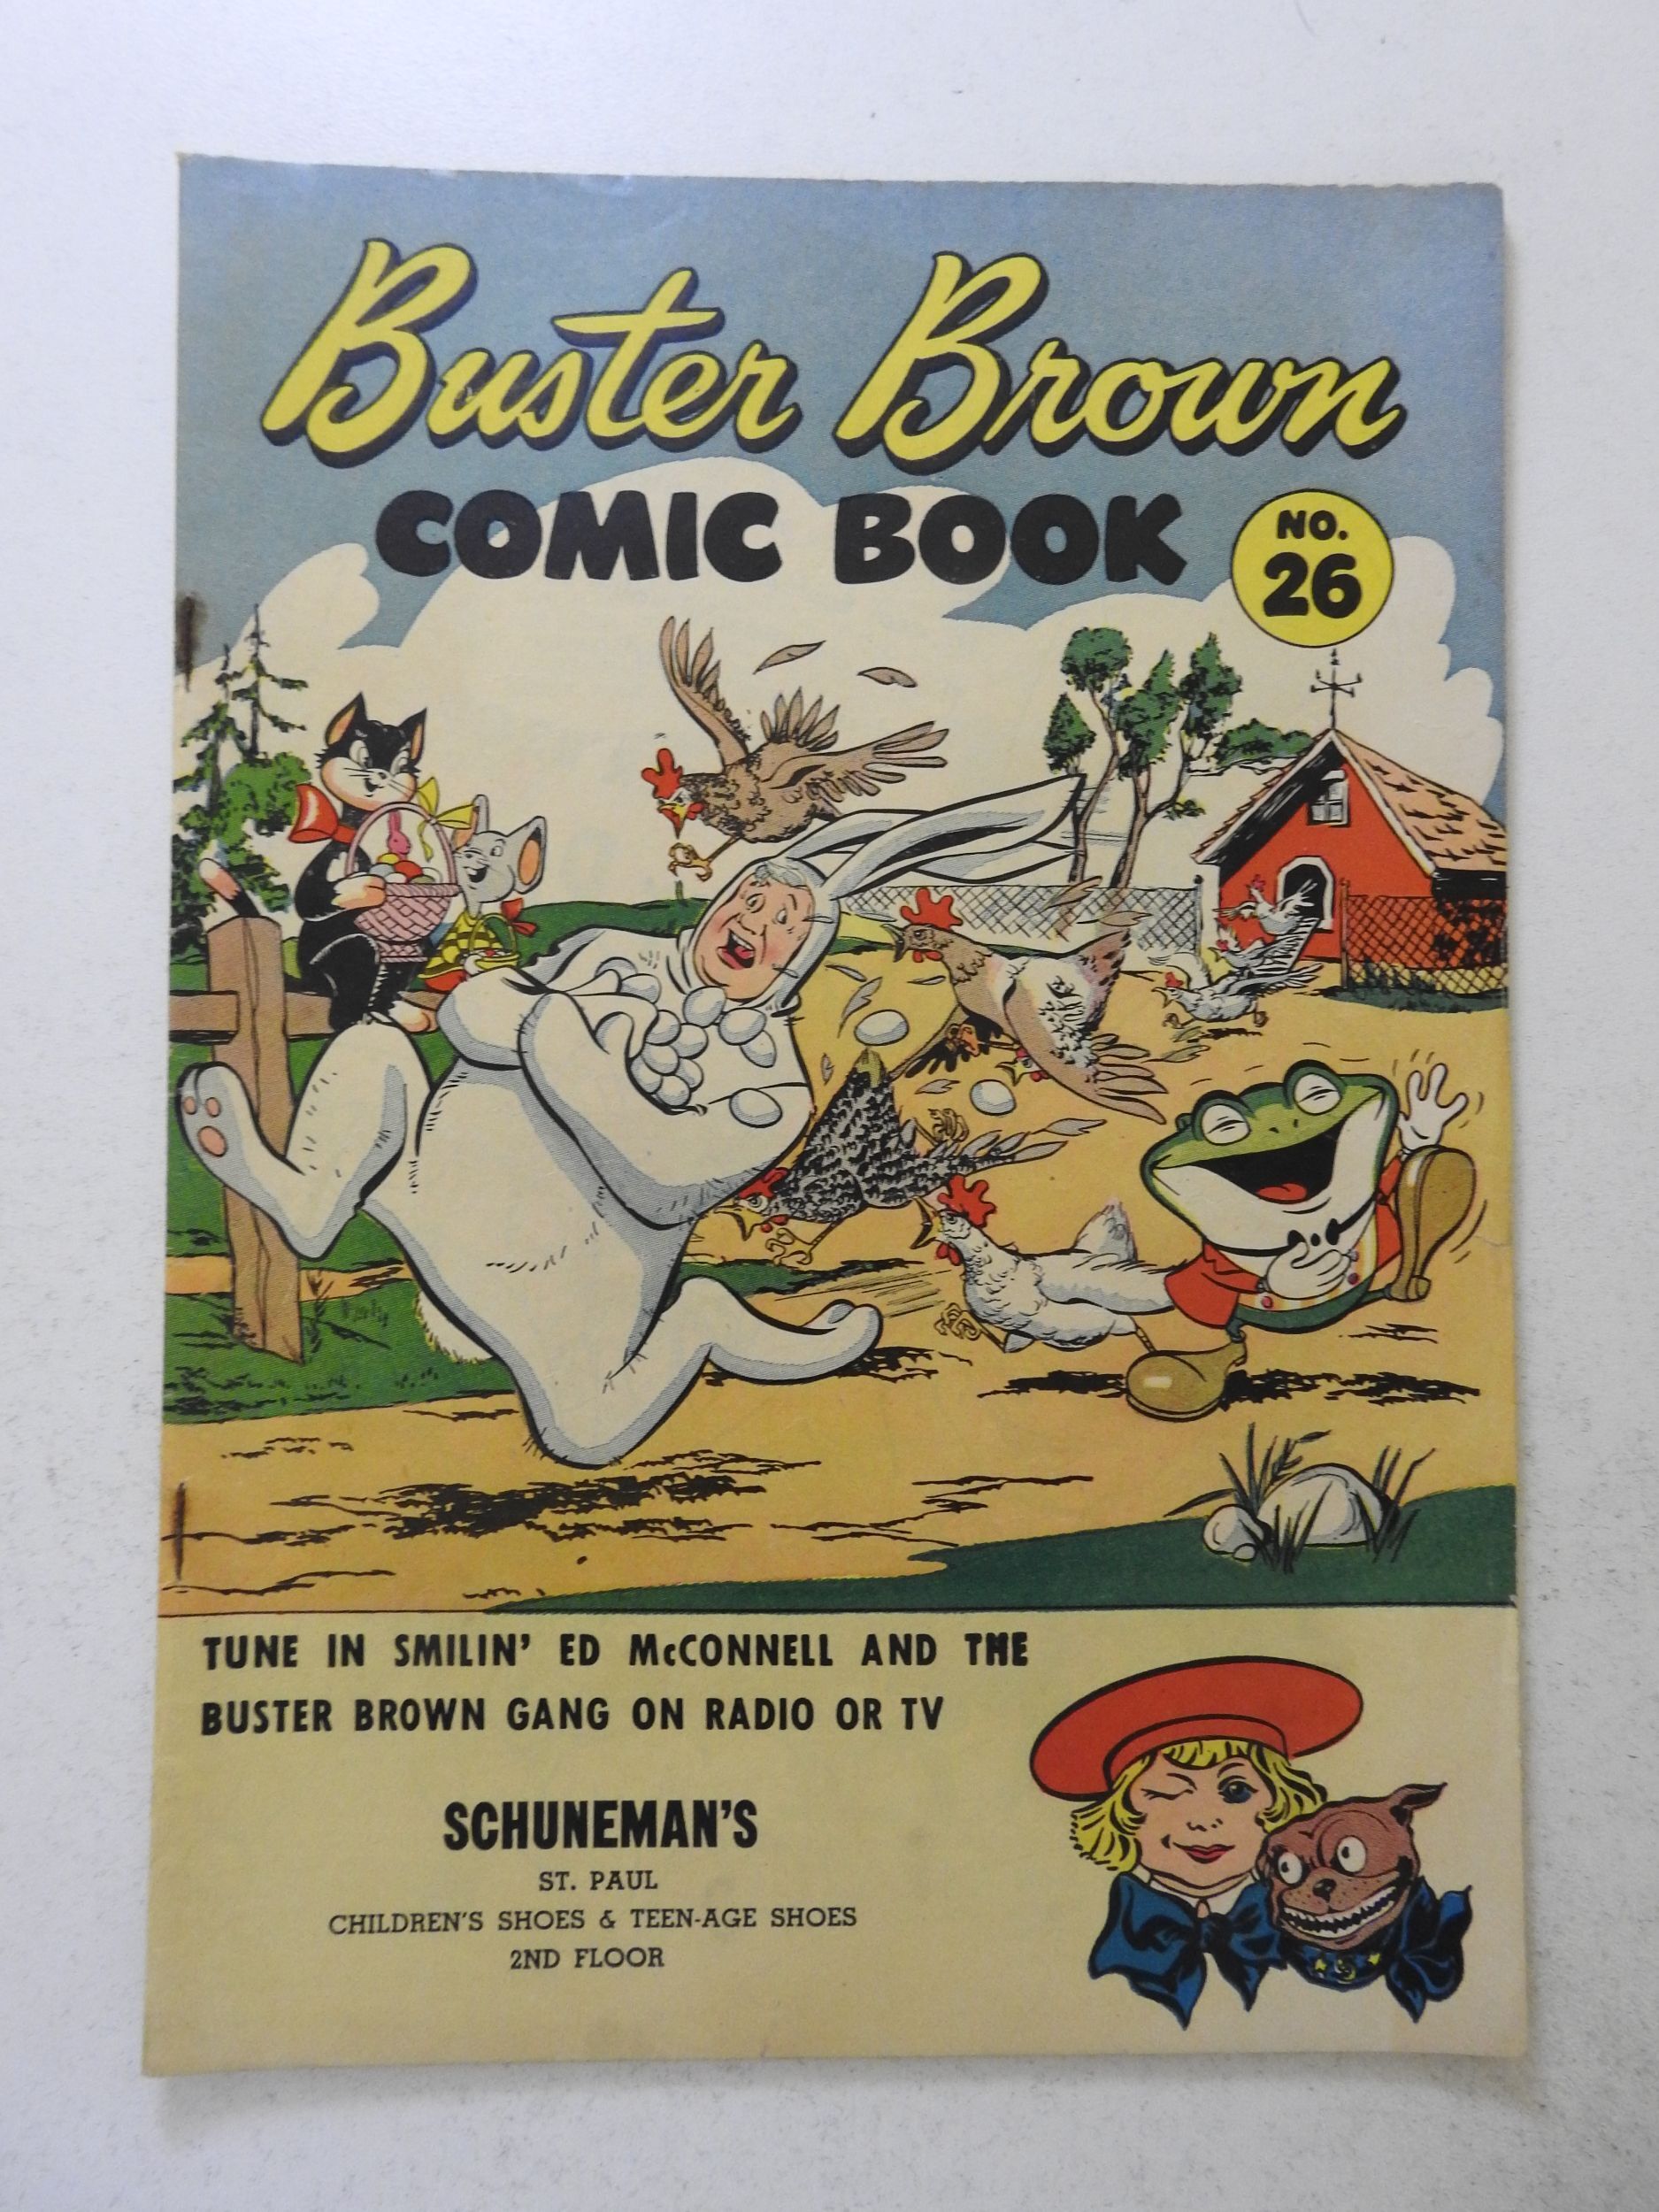 Buster Brown
COMIC BOOK
NO.
26
TUNE IN SMILIN' ED McCONNELL AND THE
BUSTER BROWN GANG ON RADIO OR TV
SCHUNEMAN'S
ST. PAUL
CHILDREN'S SHOES & TEEN-AGE SHOES
2ND FLOOR